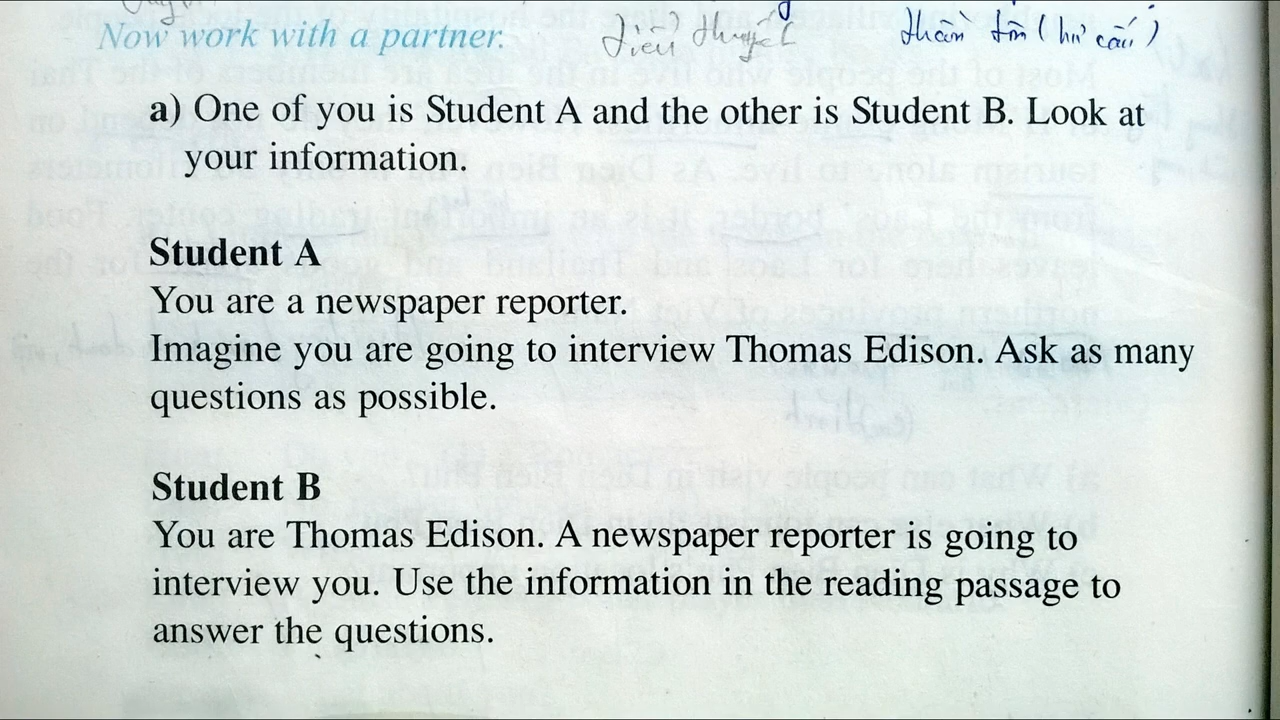 Now work with a partner.
tiểu thuyết
a) One of you is Student A and the other is Student B. Look at
your information.
Student A
You are a newspaper reporter.
Imagine you are going to interview Thomas Edison. Ask as many
questions as possible.
Student B
You are Thomas Edison. A newspaper reporter is going to
interview you. Use the information in the reading passage to
answer the questions.